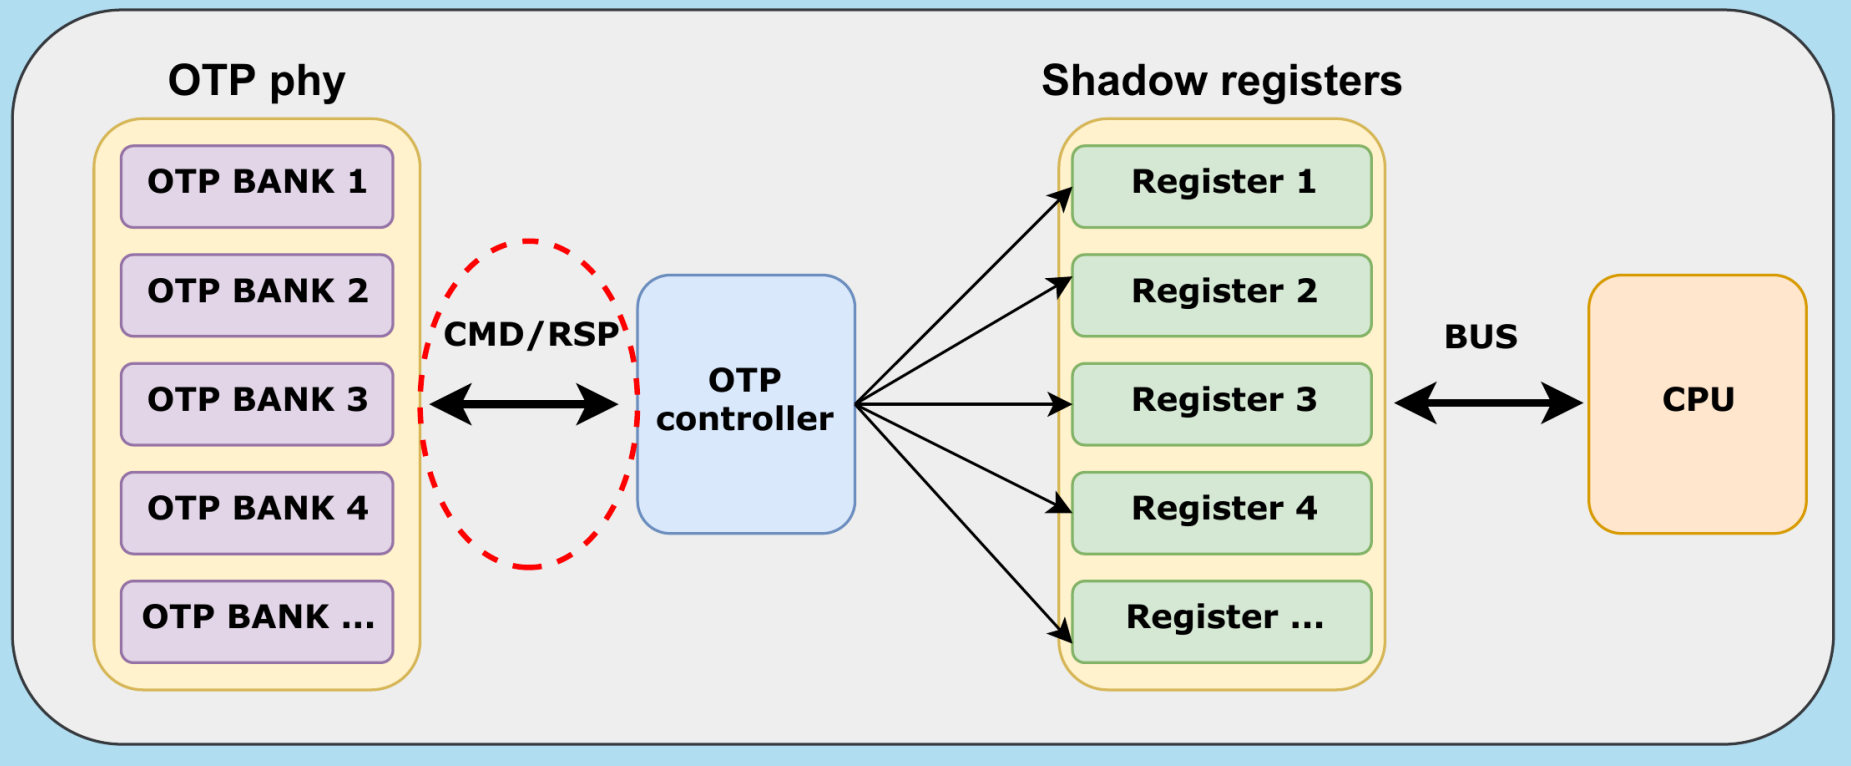 OTP phy
OTP BANK 1
OTP BANK 2
OTP BANK 3
OTP BANK 4
OTP BANK ...
CMD/RSP
OTP
controller
Shadow registers
Register 1
Register 2
Register 3
Register 4
Register ...
BUS
CPU